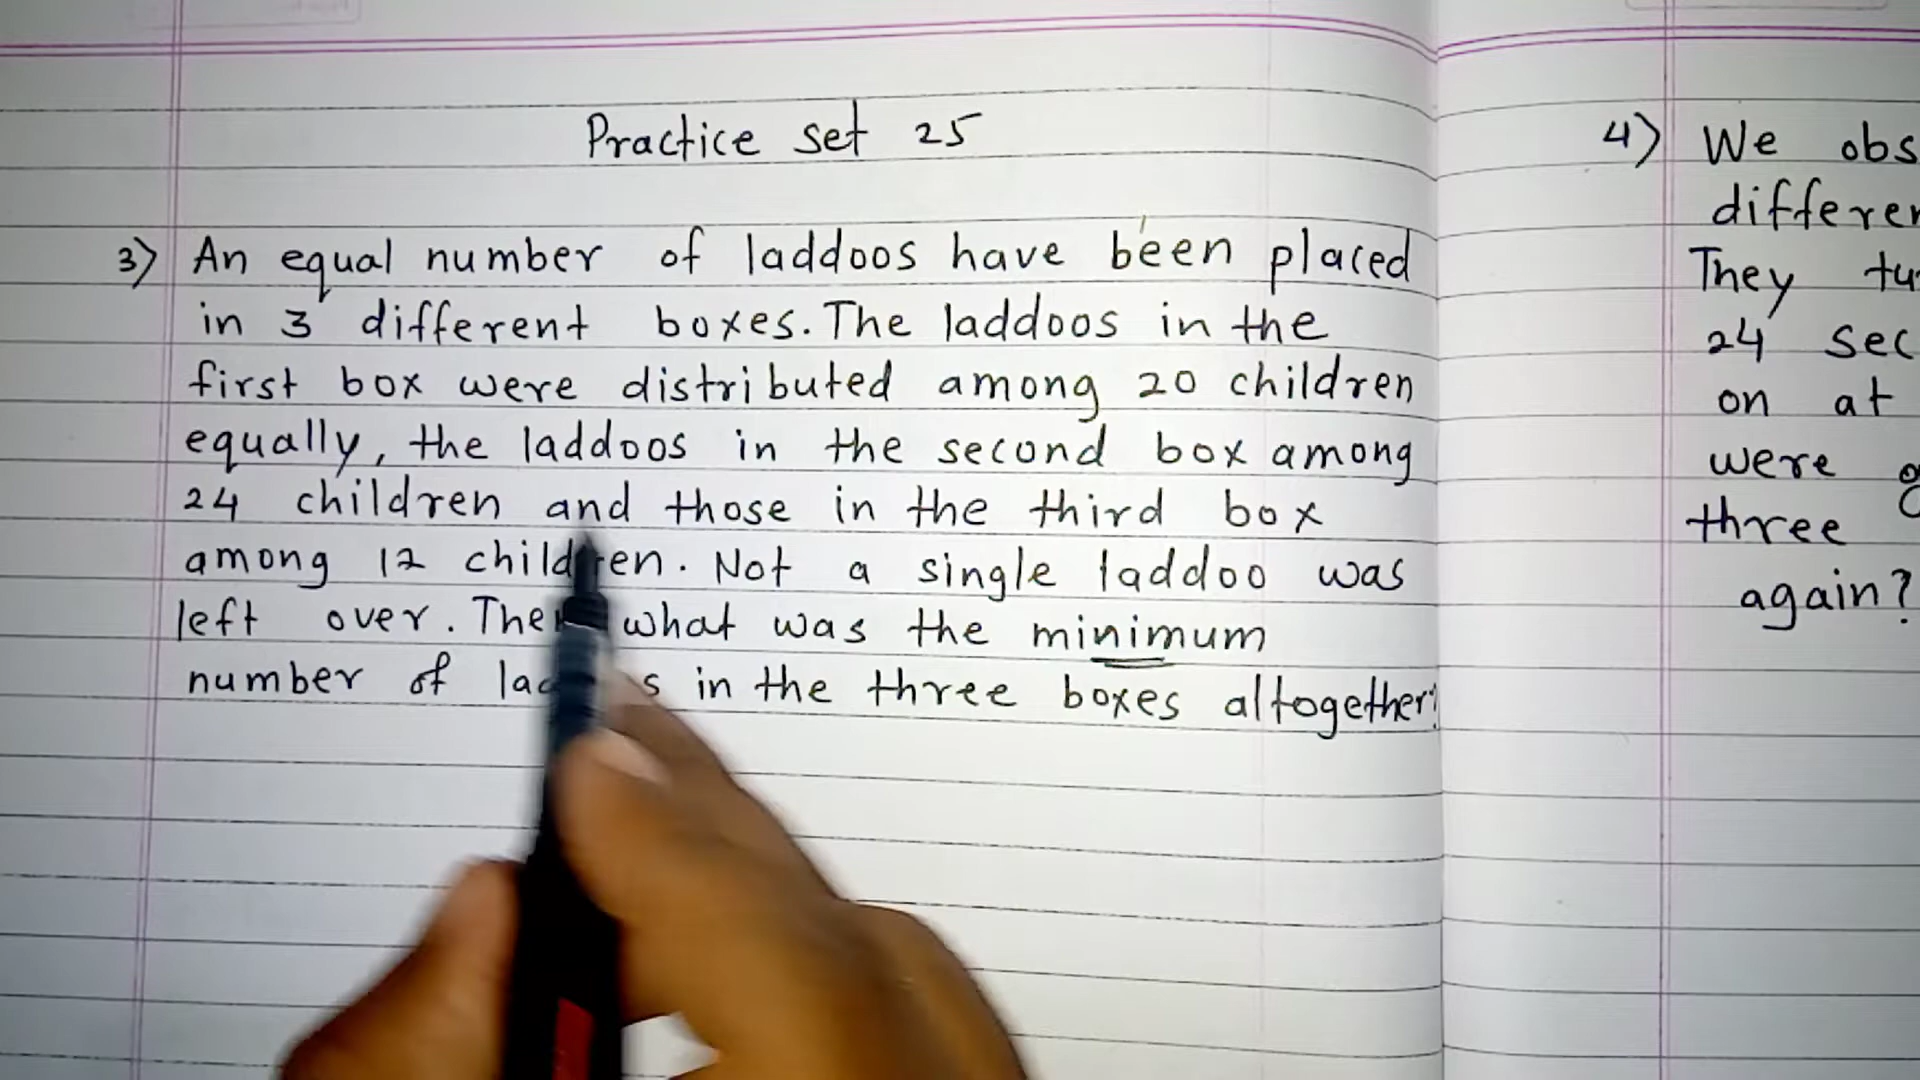 Practice set 25
3) An equal number of laddoos have been placed
in 3 different boxes. The laddoos in the
first box were distributed among 20 children
equally, the laddoos in the second box among
24 children and those in the third box
among 12 children. Not a single laddoo was
left over. Then what was the minimum
number of in the three boxes altogether?
4) We
They
24
on at
were
three
again?